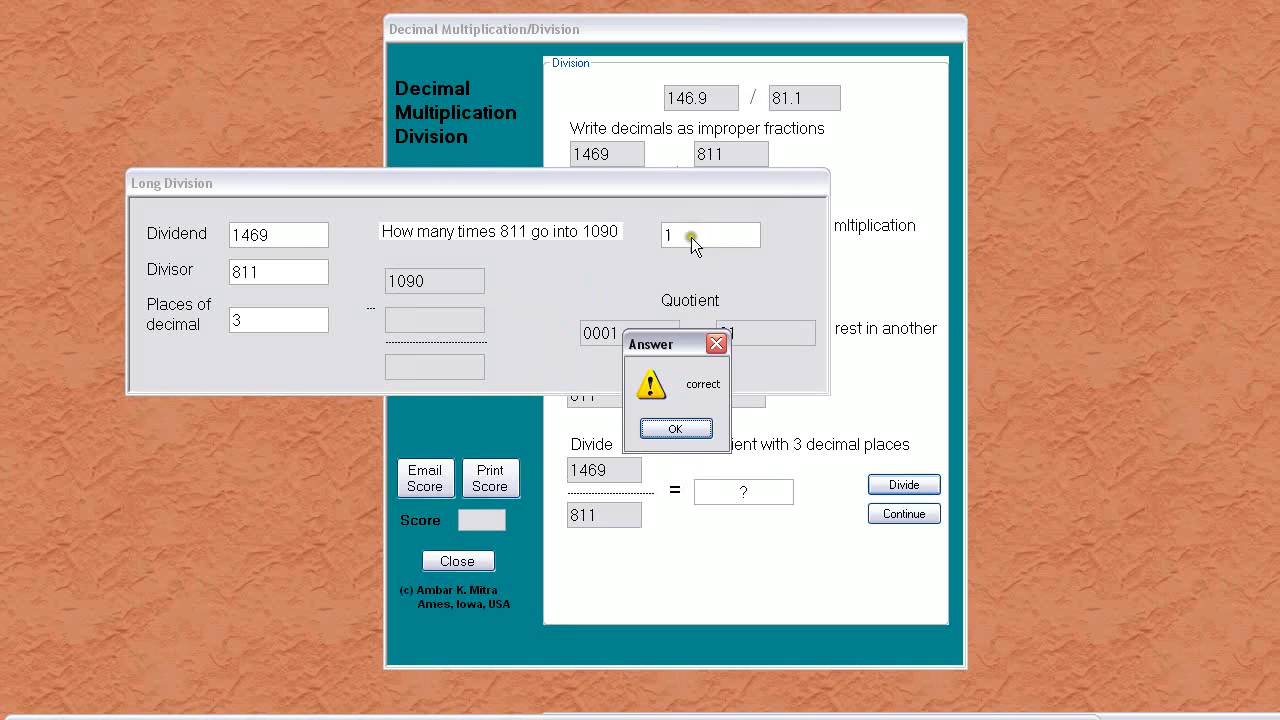 Decimal Multiplication/Division
Division
Decimal
Multiplication
Division
146.9 / 81.1
Write decimals as improper fractions
1469 811
Long Division
Dividend 1469
How many times 811 go into 1090
1
mltiplication
Divisor 811
1090
Places of
decimal 3
--
Quotient
0001
rest in another
Answer
correct
OK
811
Divide
with 3 decimal places
1469
= ?
811
Divide
Continue
Email
Score
Print
Score
Score
Close
(c) Ambar K. Mitra
Ames, Iowa, USA